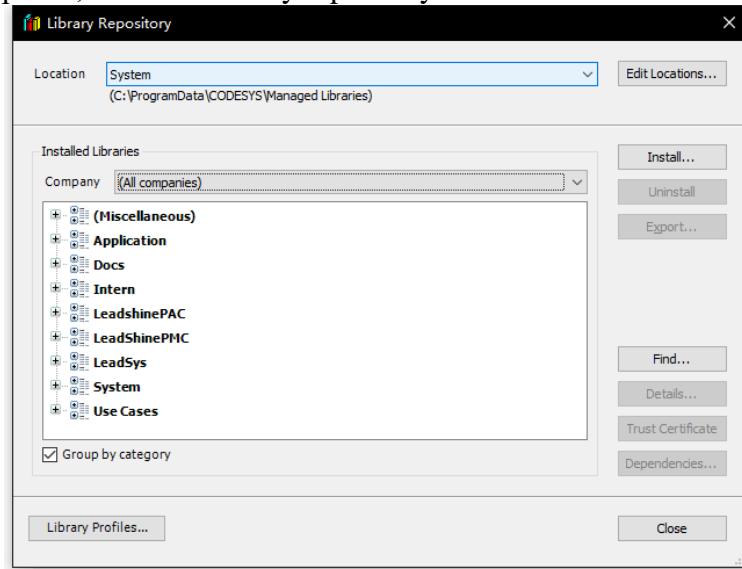 Library Repository
Location System Edit Locations...
(C:\ProgramData\CODESYS\Managed Libraries)
Installed Libraries
Install...
Company (All companies)
Uninstall
(Miscellaneous)
Export...
Application
Docs
Intern
LeadshinePAC
LeadShinePMC
LeadSys
Find...
System
Details...
Use Cases
Trust Certificate
Group by category
Dependencies...
Library Profiles... Close